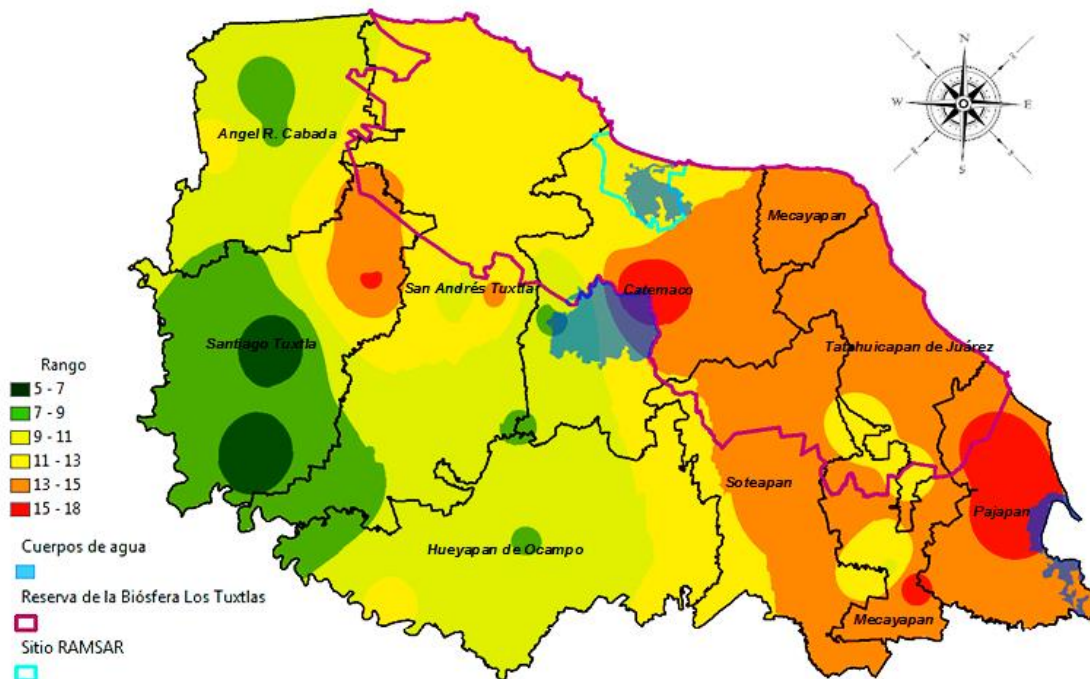 N
W
E
S
Angel R. Cabada
Mecayapan
San Andrés Tuxtla
Catemaco
Santiago Tuxtla
Tatahuicapan de Juárez
Soteapan
Pajapan
Hueyapan de Ocampo
Mecayapan
Rango
5 - 7
7 - 9
9 - 11
11 - 13
13 - 15
15 - 18
Cuerpos de agua
Reserva de la Biósfera Los Tuxtlas
Sitio RAMSAR